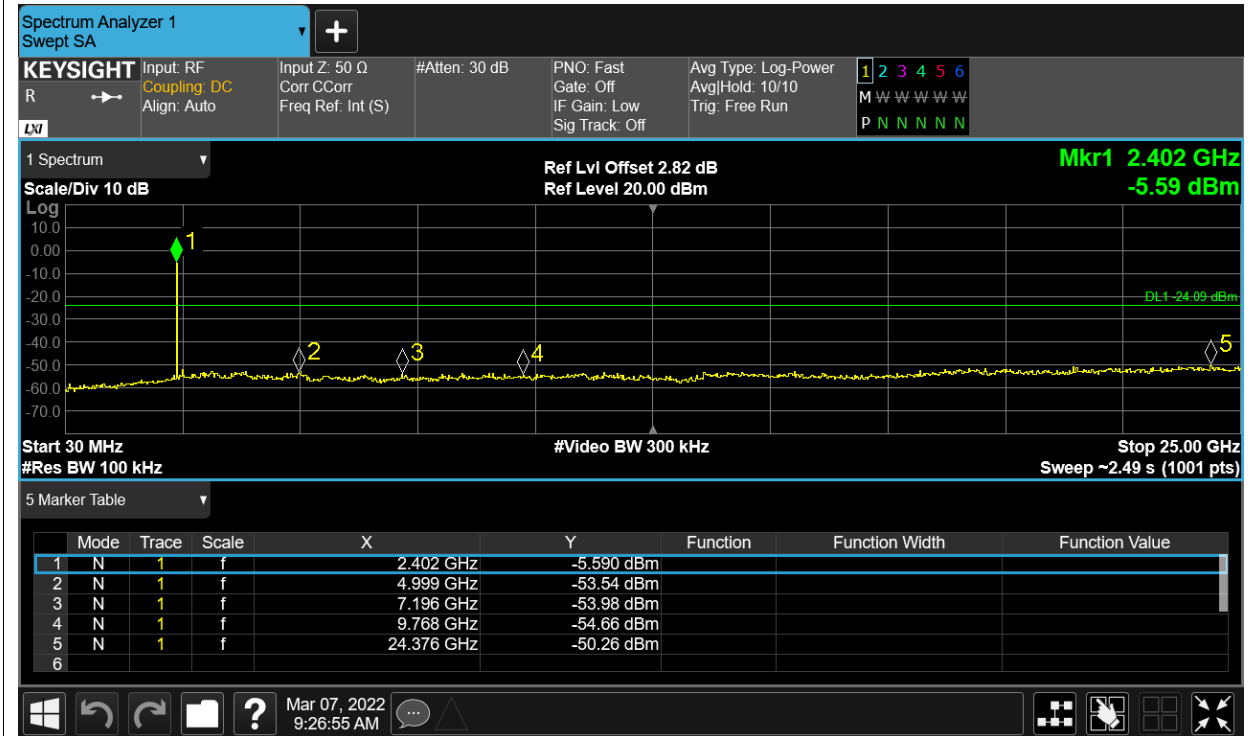 Spectrum Analyzer 1
Swept SA
+
KEYSIGHT Input: RF Input Z: 50 Ω #Atten: 30 dB PNO: Fast Avg Type: Log-Power 1 2 3 4 5 6
R Coupling: DC Corr CCorr Gate: Off Avg|Hold: 10/10 M W W W W W
Align: Auto Freq Ref: Int (S) IF Gain: Low Trig: Free Run
LXI Sig Track: Off P N N N N N
1 Spectrum Ref Lvl Offset 2.82 dB Mkr1 2.402 GHz
Scale/Div 10 dB Ref Level 20.00 dBm -5.59 dBm
Log
10.0
0.00
-10.0
-20.0
-30.0
-40.0
-50.0
-60.0
-70.0
1
DL1 -24.09 dBm
2 3 4 5
Start 30 MHz #Video BW 300 kHz Stop 25.00 GHz
#Res BW 100 kHz Sweep ~2.49 s (1001 pts)
5 Marker Table
Mode Trace Scale X Y Function Function Width Function Value
1 N 1 f 2.402 GHz -5.590 dBm
2 N 1 f 4.999 GHz -53.54 dBm
3 N 1 f 7.196 GHz -53.98 dBm
4 N 1 f 9.768 GHz -54.66 dBm
5 N 1 f 24.376 GHz -50.26 dBm
6
? Mar 07, 2022
9:26:55 AM